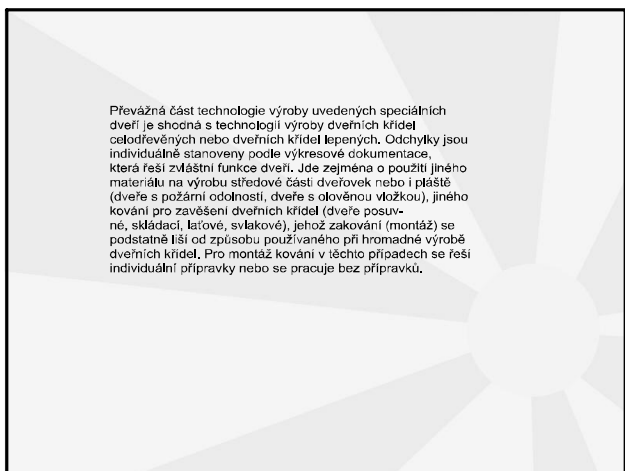 Převážná část technologie výroby uvedených speciálních
dveří je shodná s technologií výroby dveřních křídel
celodřevěných nebo dveřních křídel lepených. Odchylky jsou
individuálně stanoveny podle výkresové dokumentace,
která řeší zvláštní funkce dveří. Jde zejména o použití jiného
materiálu na výrobu středové části dveřovek nebo i pláště
(dveře s požární odolností, dveře s olověnou vložkou), jiného
kování pro zavěšení dveřních křídel (dveře posuv-
né, skládací, laťové, svlakové), jehož zakování (montáž) se
podstatně liší od způsobu používaného při hromadné výrobě
dveřních křídel. Pro montáž kování v těchto případech se řeší
individuální přípravky nebo se pracuje bez přípravků.